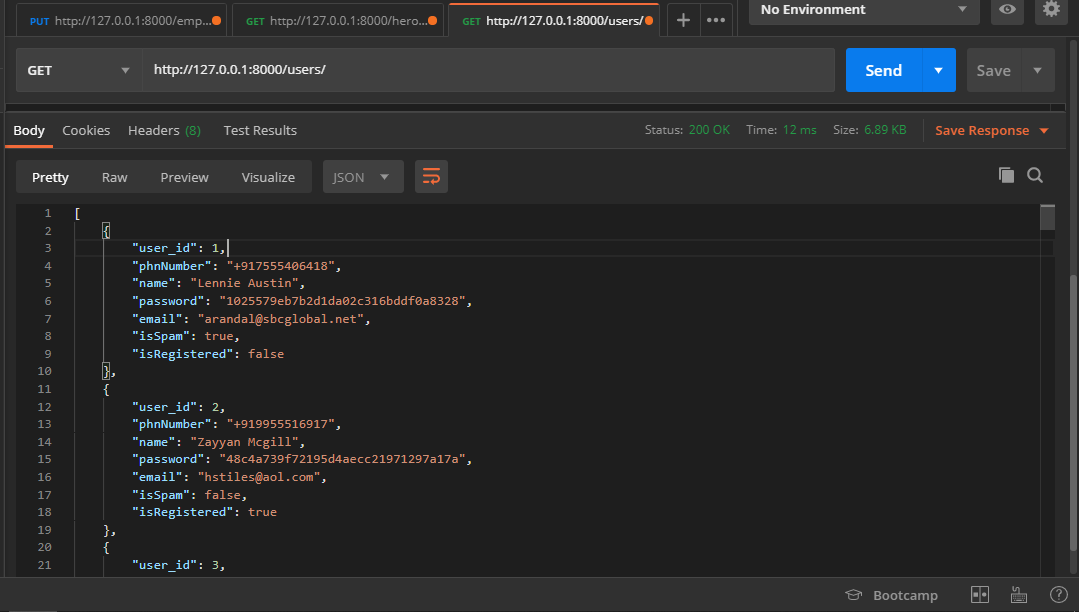 PUT http://127.0.0.1:8000/emp... GET http://127.0.0.1:8000/hero... GET http://127.0.0.1:8000/users/ + ••• No Environment
GET http://127.0.0.1:8000/users/ Send Save
Body Cookies Headers (8) Test Results Status: 200 OK Time: 12 ms Size: 6.89 KB Save Response
Pretty Raw Preview Visualize JSON
1 [
2 {
3 "user_id": 1,
4 "phnNumber": "+917555406418",
5 "name": "Lennie Austin",
6 "password": "1025579eb7b2d1da02c316bddf0a8328",
7 "email": "arandal@sbcglobal.net",
8 "isSpam": true,
9 "isRegistered": false
10 },
11 {
12 "user_id": 2,
13 "phnNumber": "+919955516917",
14 "name": "Zayyan Mcgill",
15 "password": "48c4a739f72195d4aecc21971297a17a",
16 "email": "hstiles@aol.com",
17 "isSpam": false,
18 "isRegistered": true
19 },
20 {
21 "user_id": 3,
Bootcamp ?